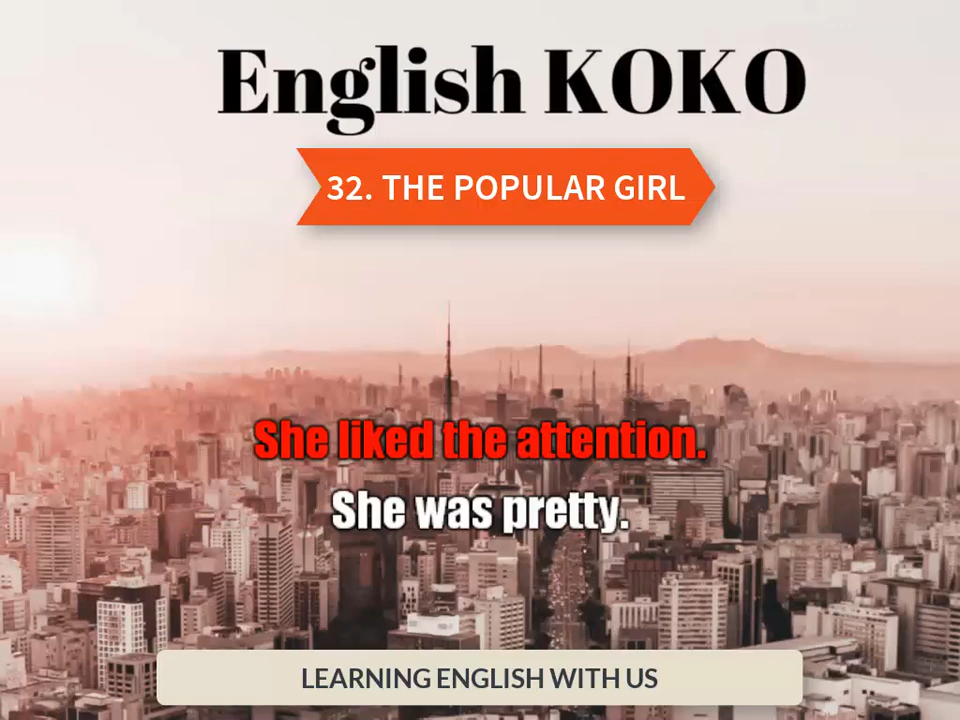 English KOKO
32. THE POPULAR GIRL
She liked the attention.
She was pretty.
LEARNING ENGLISH WITH US